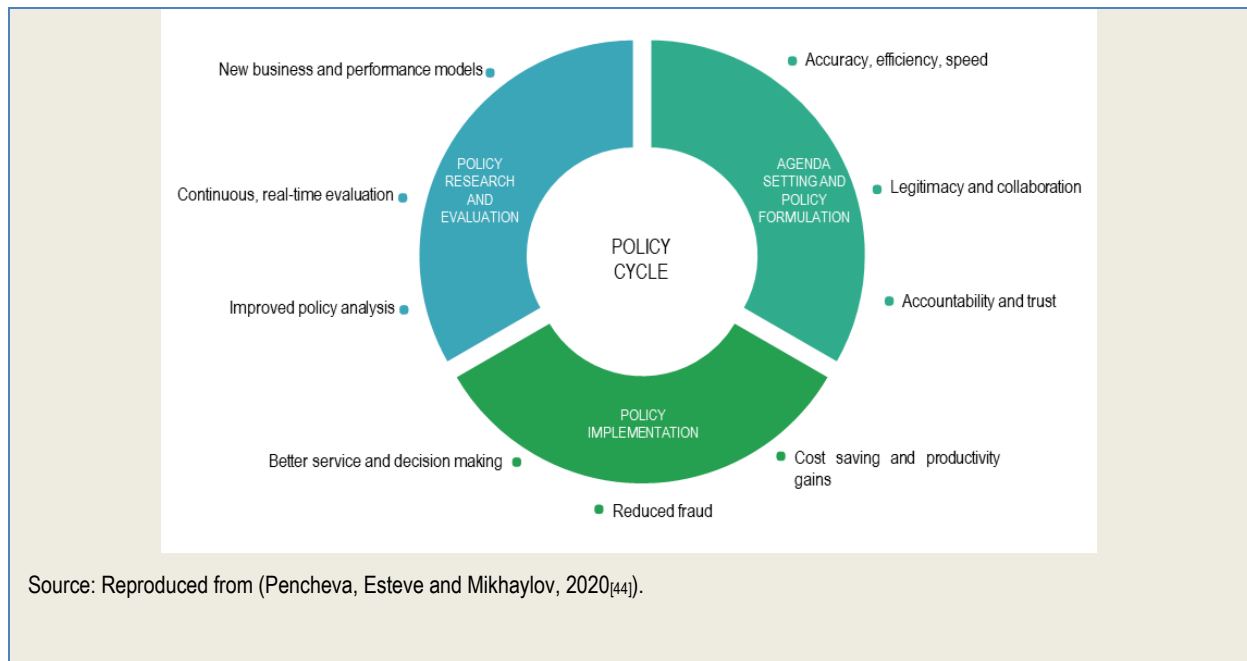 New business and performance models
Accuracy, efficiency, speed
POLICY
RESEARCH
AND
EVALUATION
AGENDA
SETTING AND
POLICY
FORMULATION
Continuous, real-time evaluation
Legitimacy and collaboration
POLICY
CYCLE
Improved policy analysis
Accountability and trust
POLICY
IMPLEMENTATION
Better service and decision making
Cost saving and productivity
gains
Reduced fraud
Source: Reproduced from (Pencheva, Esteve and Mikhaylov, 2020[44]).